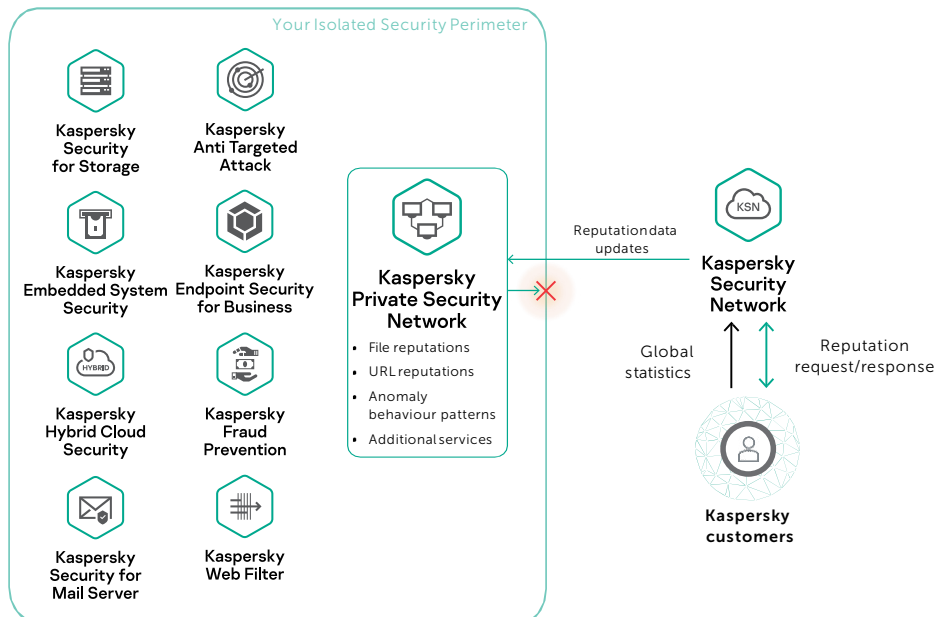 Your Isolated Security Perimeter
Kaspersky
Security
for Storage
Kaspersky
Anti Targeted
Attack
Kaspersky
Embedded System
Security
Kaspersky
Endpoint Security
for Business
HYBRID
Kaspersky
Hybrid Cloud
Security
Kaspersky
Fraud
Prevention
Kaspersky
Security for
Mail Server
Kaspersky
Web Filter
Kaspersky
Private Security
Network
• File reputations
• URL reputations
• Anomaly
behaviour patterns
• Additional services
Reputation data
updates
KSN
Kaspersky
Security
Network
Global
statistics
Reputation
request/response
Kaspersky
customers